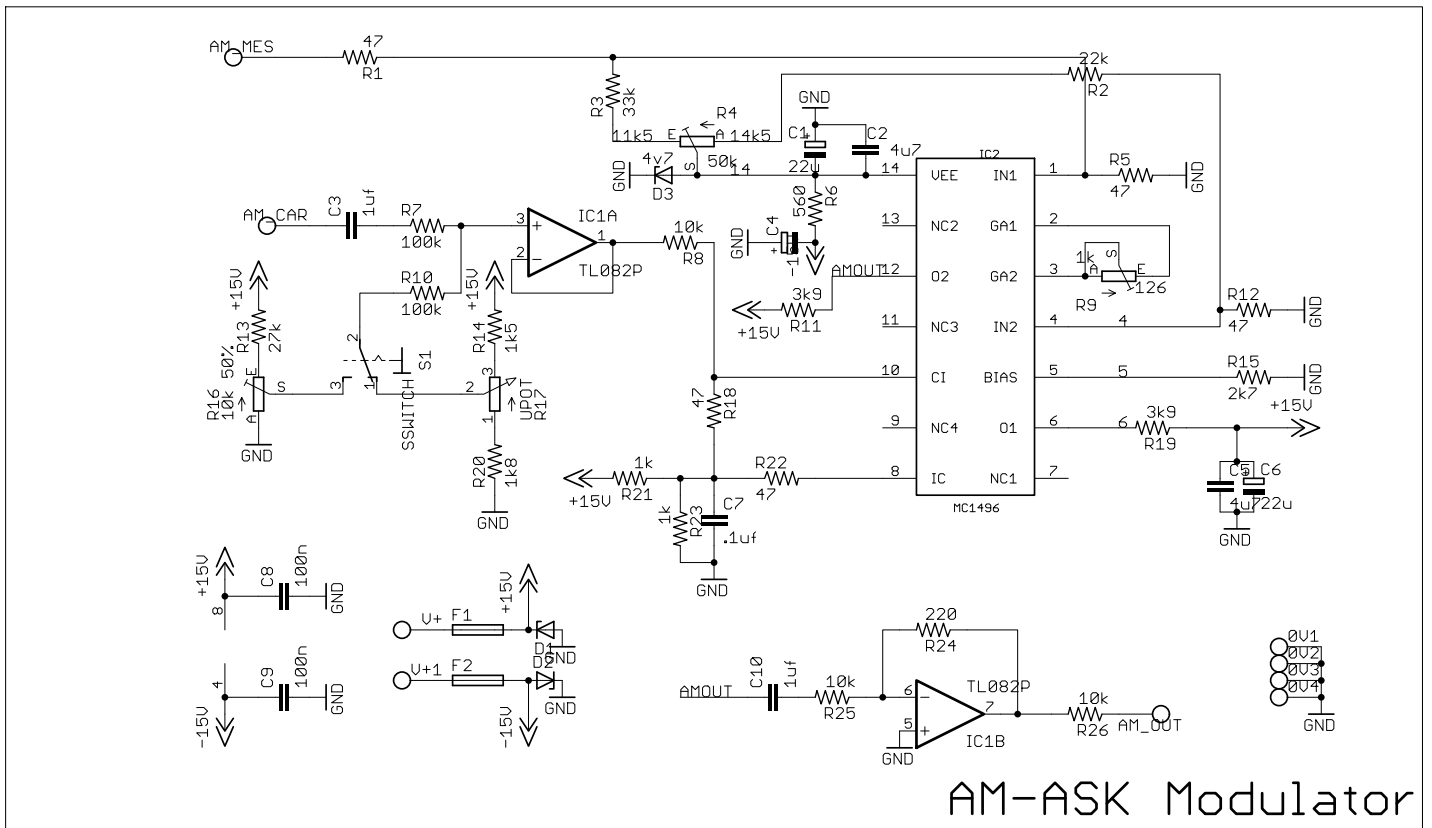 AM_MES
47
R1
R3
33k
22k
R2
GND
R4
11k5
E
A
14k5
50k
S
4v7
GND
D3
14
C1
+
22u
C2
4u7
560
R6
GND
C4
+
AM_CAR
C3
1uf
R7
100k
R10
100k
3
+
2
-
1
IC1A
TL082P
10k
R8
+15V
R13
27k
50%
R16
10k
E
S
A
GND
2
3
1
S1
SSWITCH
+15V
R14
1k5
3
2
1
UPOT
R17
R20
1k8
GND
IC2
14
VEE
IN1
1
13
NC2
GA1
2
12
O2
GA2
3
11
NC3
IN2
4
10
CI
BIAS
5
9
NC4
O1
6
8
IC
NC1
7
MC1496
AMOUT
3k9
R11
+15V
R5
47
GND
1k
S
A
E
R9
126
4
R12
47
GND
5
R15
2k7
GND
6
3k9
R19
+15V
C5
4u7
+
C6
22u
GND
47
R18
1k
R21
+15V
R22
47
1k
R23
C7
.1uf
GND
+15V
8
C8
100n
GND
4
-15V
C9
100n
GND
V+
F1
+15V
D1
GND
V+1
F2
D2
GND
-15V
AMOUT
C10
1uf
10k
R25
220
R24
6
-
5
+
7
TL082P
IC1B
GND
10k
R26
AM_OUT
0V1
0V2
0V3
0V4
GND
AM-ASK Modulator